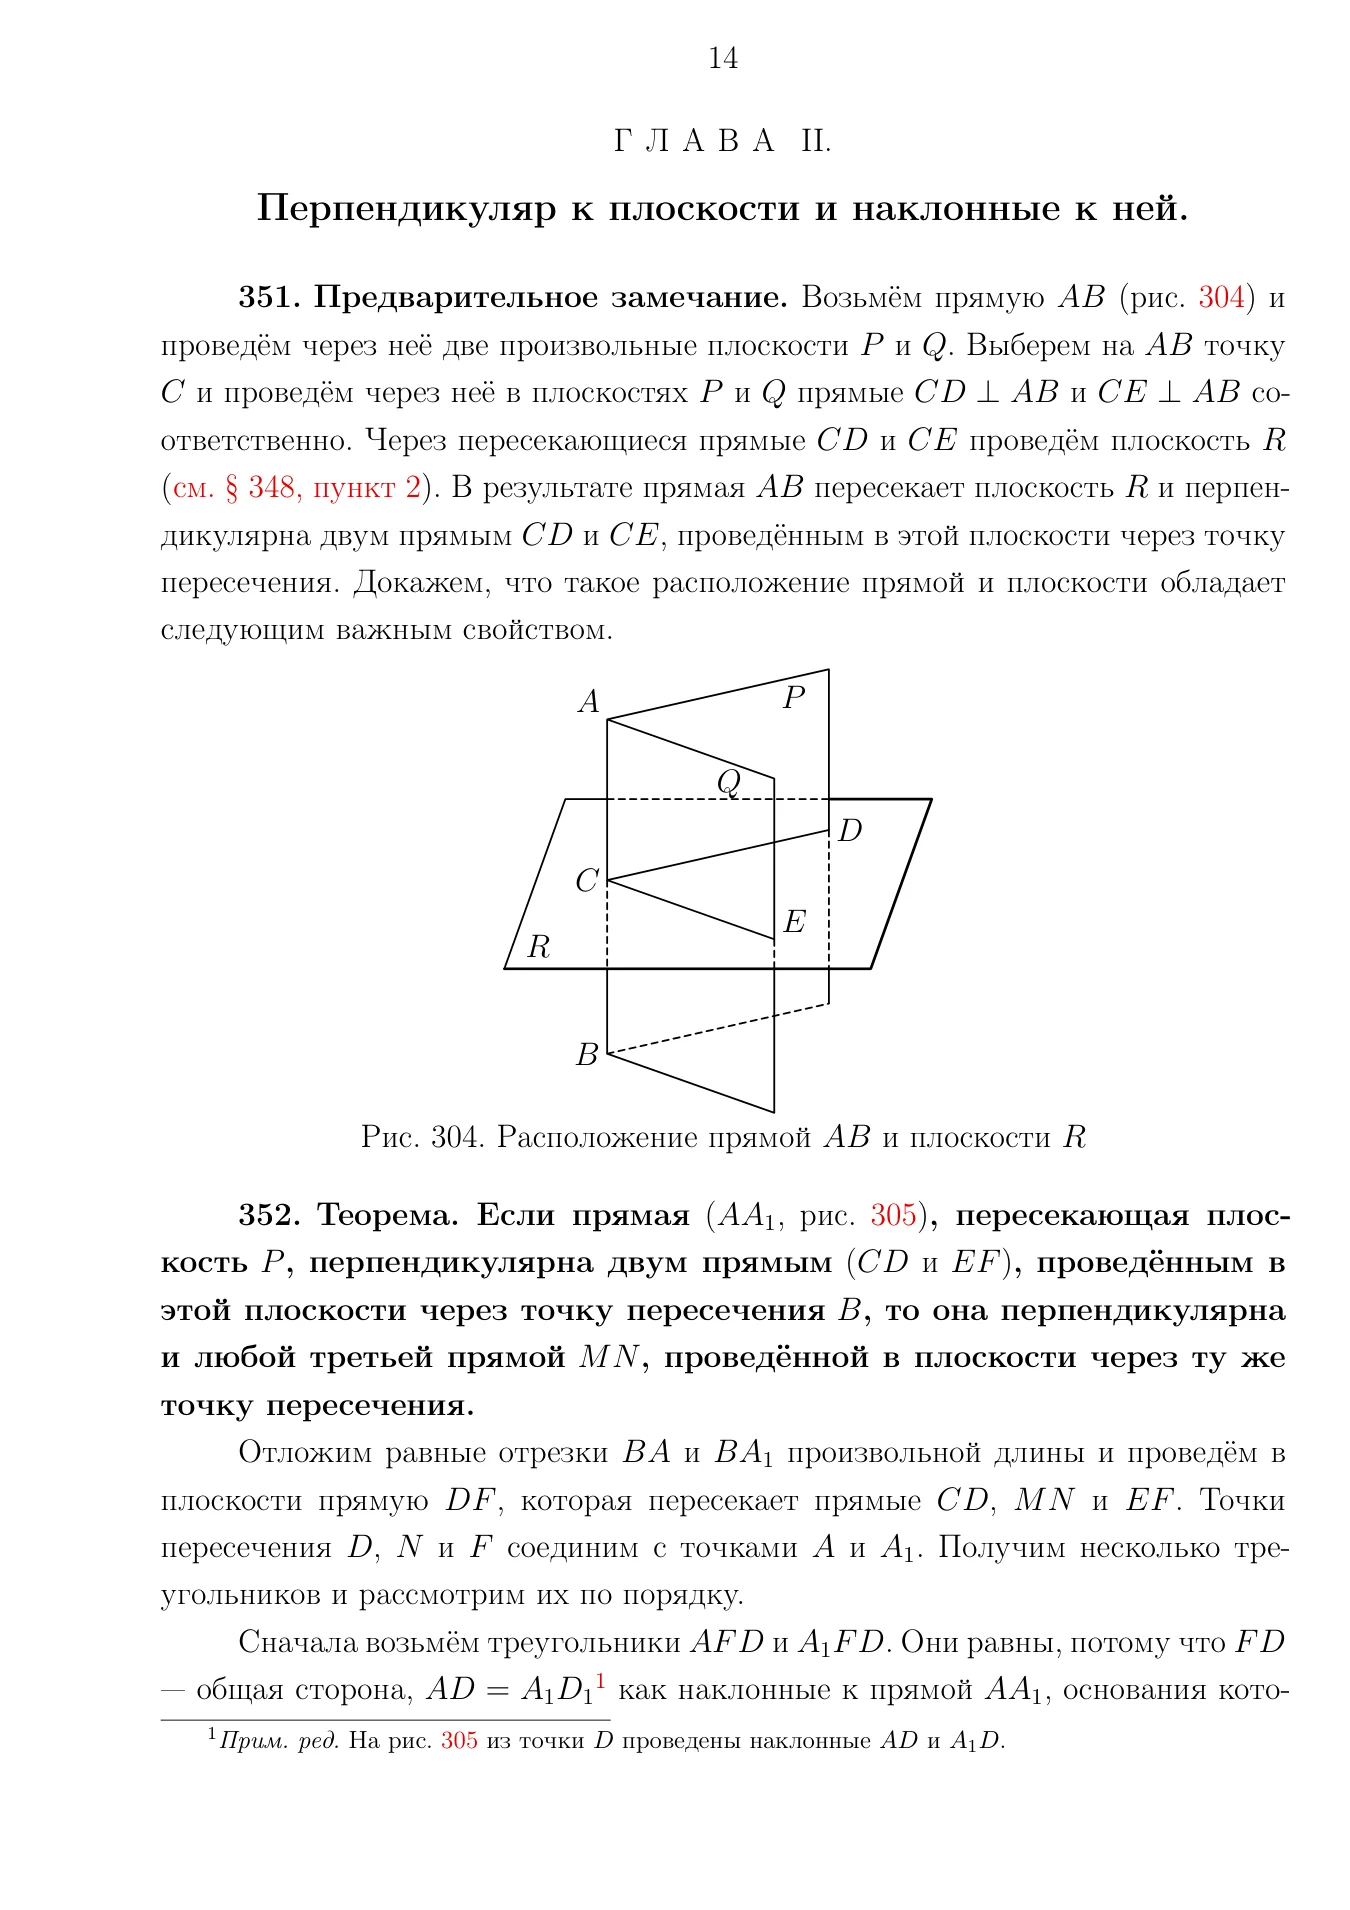 14
Г Л А В А II.
Перпендикуляр к плоскости и наклонные к ней.
351. Предварительное замечание. Возьмём прямую AB (рис. 304) и
проведём через неё две произвольные плоскости P и Q. Выберем на AB точку
C и проведём через неё в плоскостях P и Q прямые CD ⊥ AB и CE ⊥ AB со-
ответственно. Через пересекающиеся прямые CD и CE проведём плоскость R
(см. § 348, пункт 2). В результате прямая AB пересекает плоскость R и перпен-
дикулярна двум прямым CD и CE, проведённым в этой плоскости через точку
пересечения. Докажем, что такое расположение прямой и плоскости обладает
следующим важным свойством.
A
P
Q
D
C
E
R
B
Рис. 304. Расположение прямой AB и плоскости R
352. Теорема. Если прямая (AA₁, рис. 305), пересекающая плос-
кость P, перпендикулярна двум прямым (CD и EF), проведённым в
этой плоскости через точку пересечения B, то она перпендикулярна
и любой третьей прямой MN, проведённой в плоскости через ту же
точку пересечения.
Отложим равные отрезки BA и BA₁ произвольной длины и проведём в
плоскости прямую DF, которая пересекает прямые CD, MN и EF. Точки
пересечения D, N и F соединим с точками A и A₁. Получим несколько тре-
угольников и рассмотрим их по порядку.
Сначала возьмём треугольники AFD и A₁FD. Они равны, потому что FD
— общая сторона, AD = A₁D₁¹ как наклонные к прямой AA₁, основания кото-
¹Прим. ред. На рис. 305 из точки D проведены наклонные AD и A₁D.